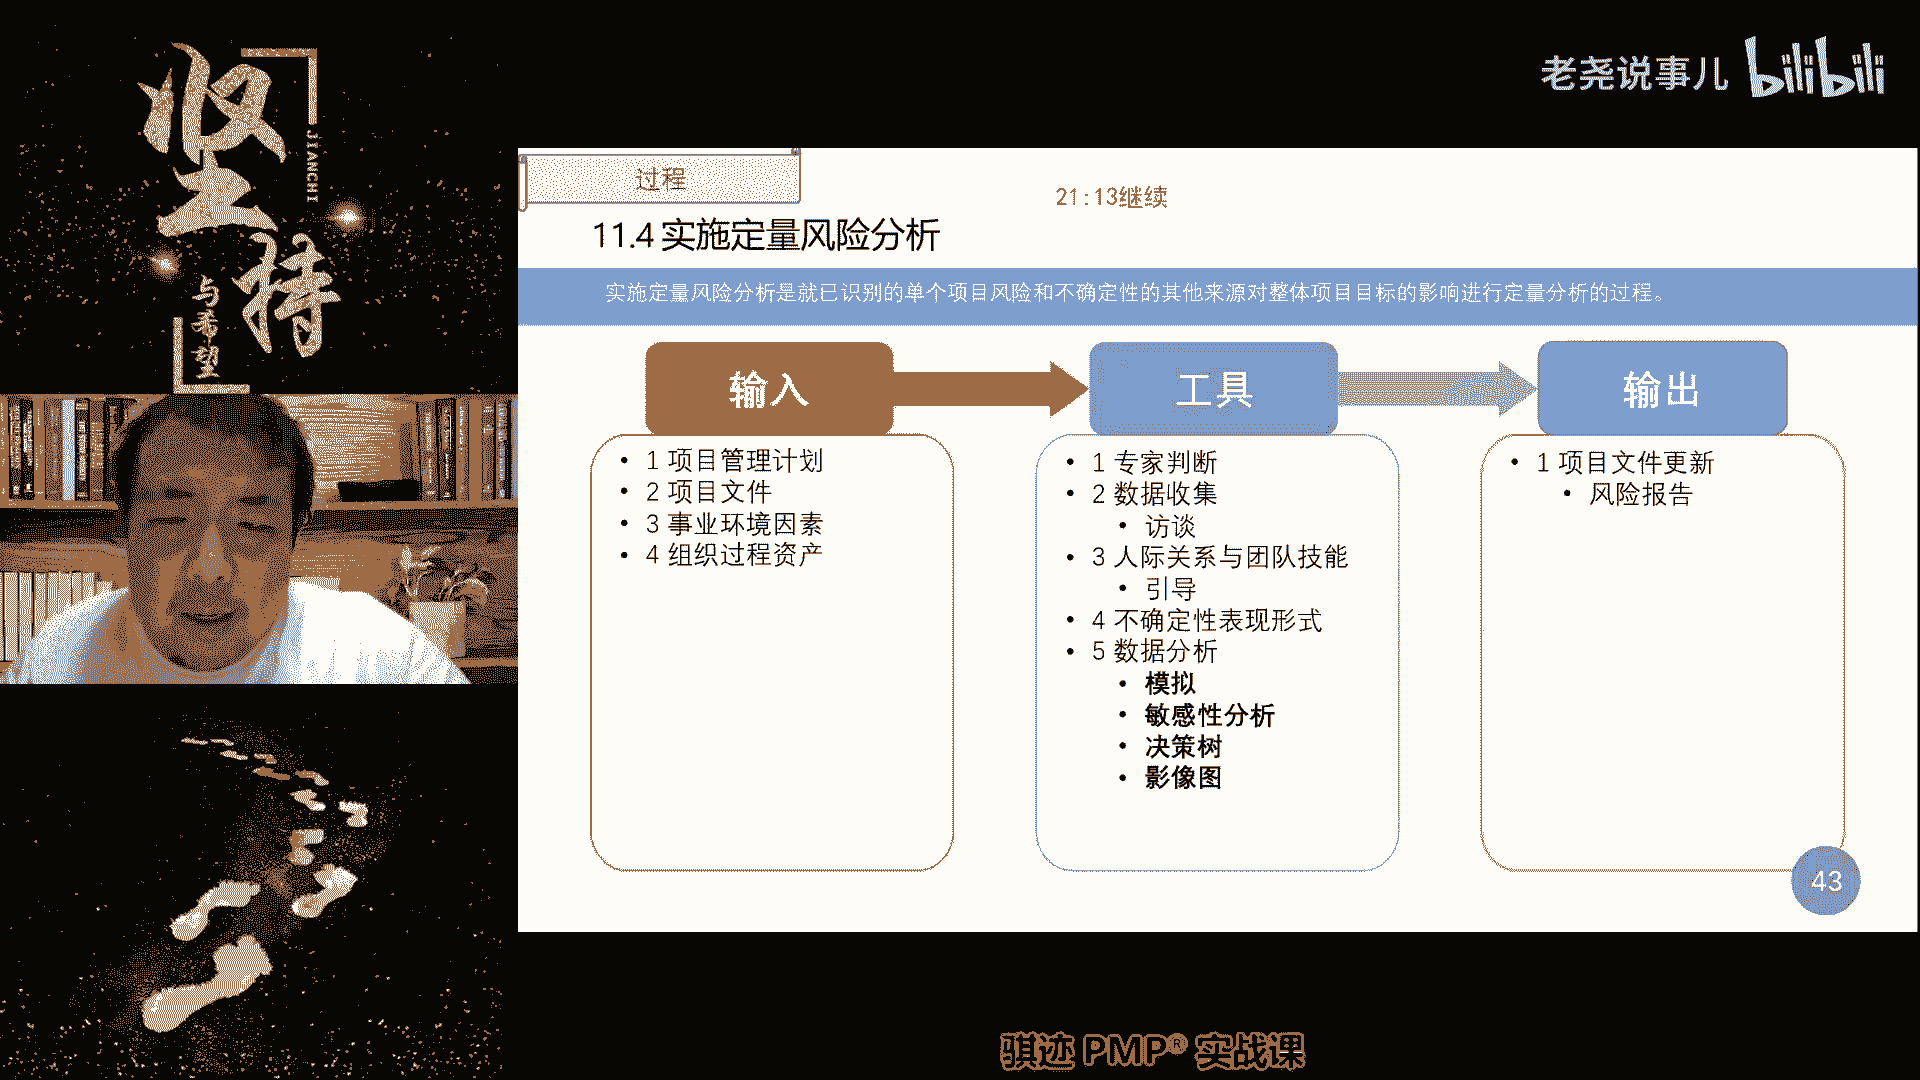 坚持
JIANCHI
与希望
老尧说事儿 bilibili
过程
21:13继续
11.4 实施定量风险分析
实施定量风险分析是就已识别的单个项目风险和不确定性的其他来源对整体项目目标的影响进行定量分析的过程。
输入
• 1 项目管理计划
• 2 项目文件
• 3 事业环境因素
• 4 组织过程资产
工具
• 1 专家判断
• 2 数据收集
• 访谈
• 3 人际关系与团队技能
• 引导
• 4 不确定性表现形式
• 5 数据分析
• 模拟
• 敏感性分析
• 决策树
• 影像图
输出
• 1 项目文件更新
• 风险报告
43
骐迹 PMP® 实战课